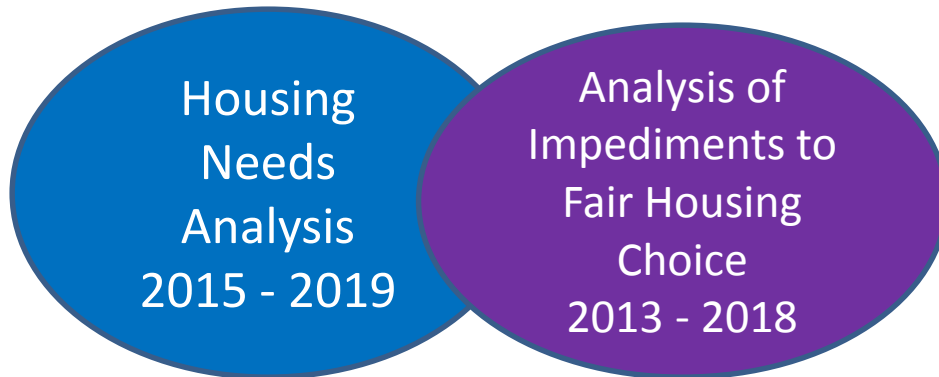 Housing
Needs
Analysis
2015 - 2019
Analysis of
Impediments to
Fair Housing
Choice
2013 - 2018